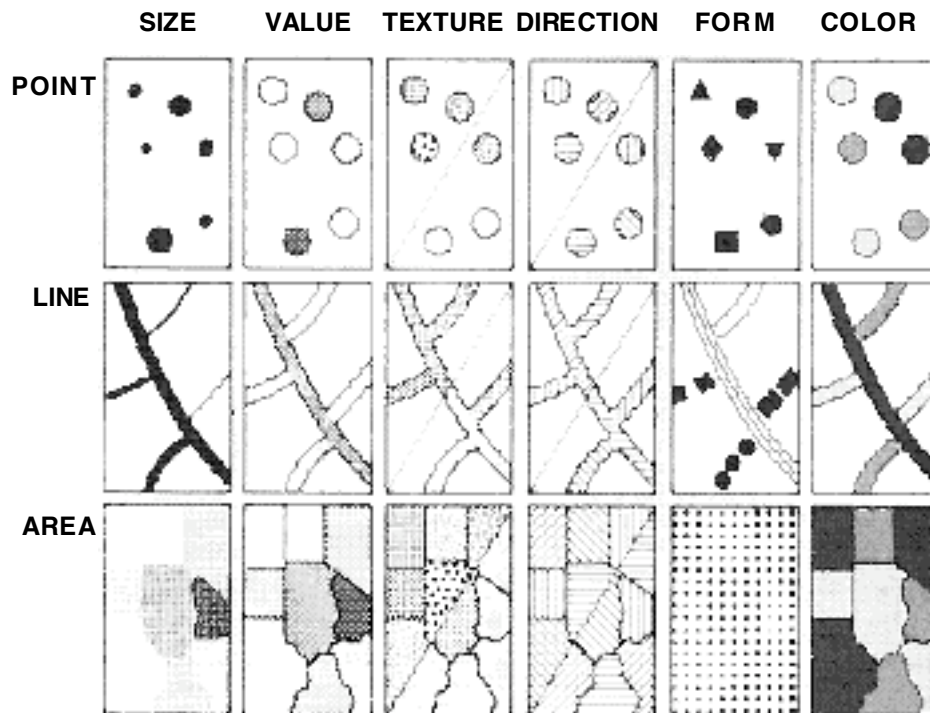 SIZE VALUE TEXTURE DIRECTION FORM COLOR
POINT
LINE
AREA